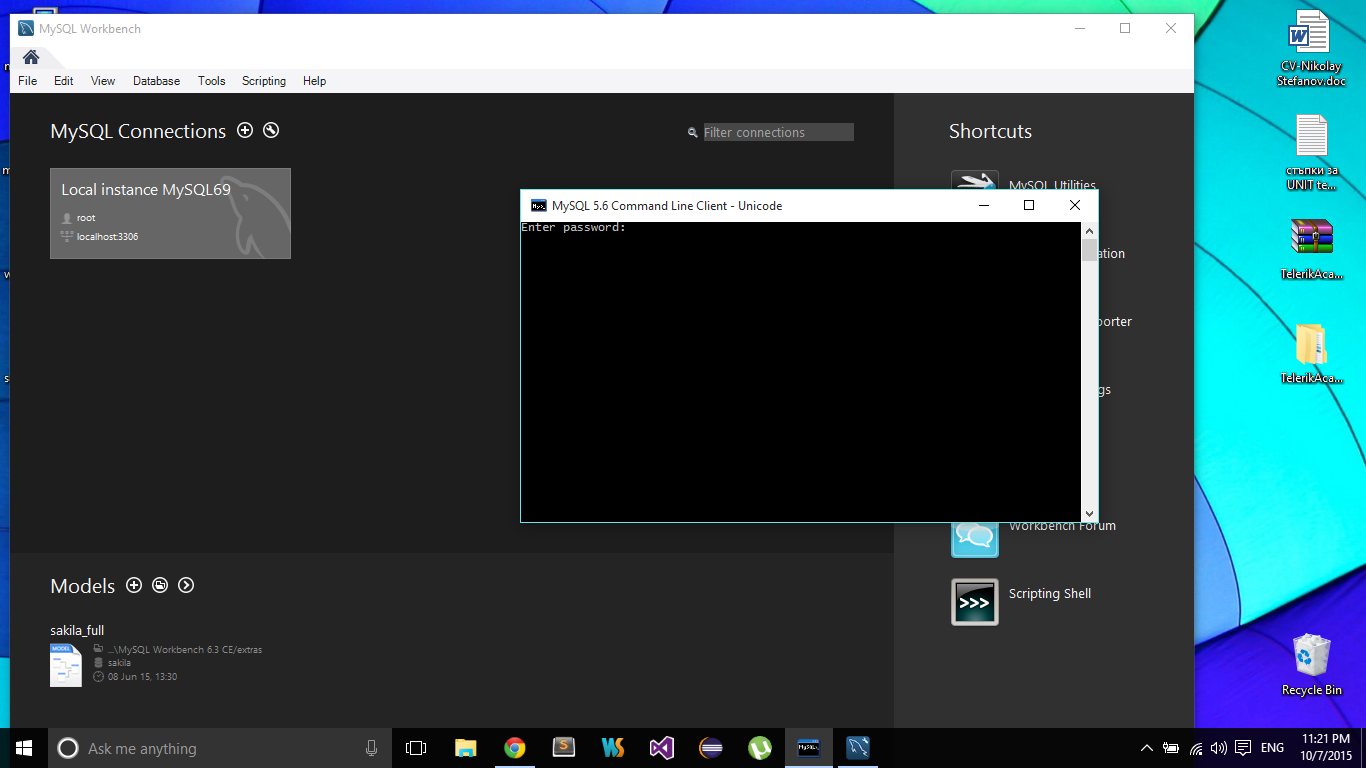 MySQL Workbench
File Edit View Database Tools Scripting Help
MySQL Connections
Filter connections
Local instance MySQL69
root
localhost:3306
Shortcuts
MySQL Utilities
ation
orter
gs
Workbench Forum
Scripting Shell
MySQL 5.6 Command Line Client - Unicode
Enter password:
Models
sakila_full
MODEL
...\MySQL Workbench 6.3 CE/extras
sakila
08 Jun 15, 13:30
CV-Nikolay
Stefanov.doc
стъпки за
UNIT te...
TelerikAca...
TelerikAca...
Recycle Bin
Ask me anything
ENG
11:21 PM
10/7/2015